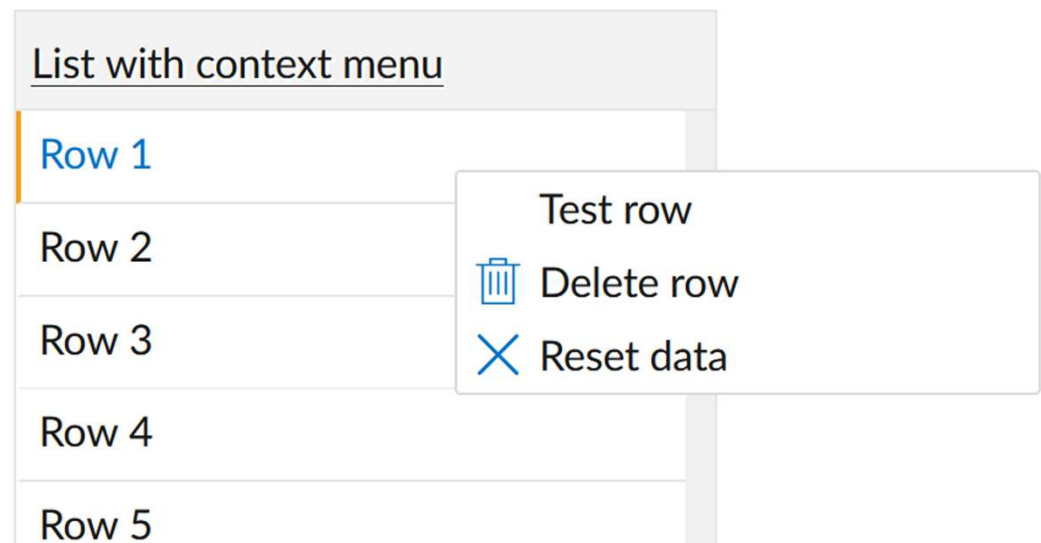 List with context menu
Row 1
Test row
Row 2
Delete row
Row 3
Reset data
Row 4
Row 5